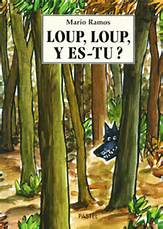 Mario Ramos
LOUP, LOUP,
Y ES-TU ?
PASTEL